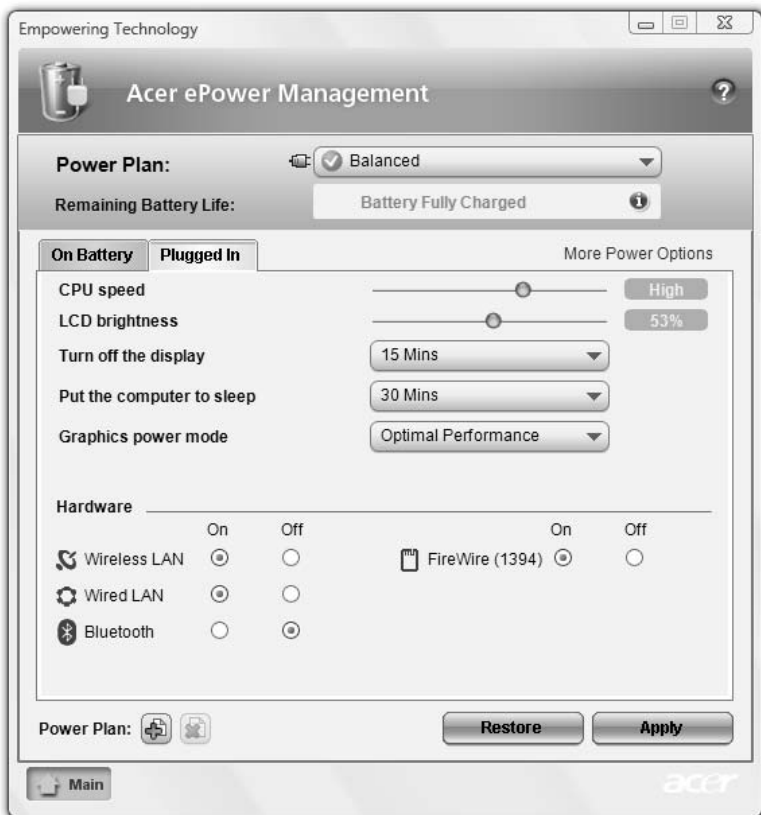 Empowering Technology
Acer ePower Management
?
Power Plan: Balanced
Remaining Battery Life: Battery Fully Charged
On Battery Plugged In More Power Options
CPU speed High
LCD brightness 53%
Turn off the display 15 Mins
Put the computer to sleep 30 Mins
Graphics power mode Optimal Performance
Hardware
On Off On Off
Wireless LAN FireWire (1394)
Wired LAN
Bluetooth
Power Plan: Restore Apply
Main acer